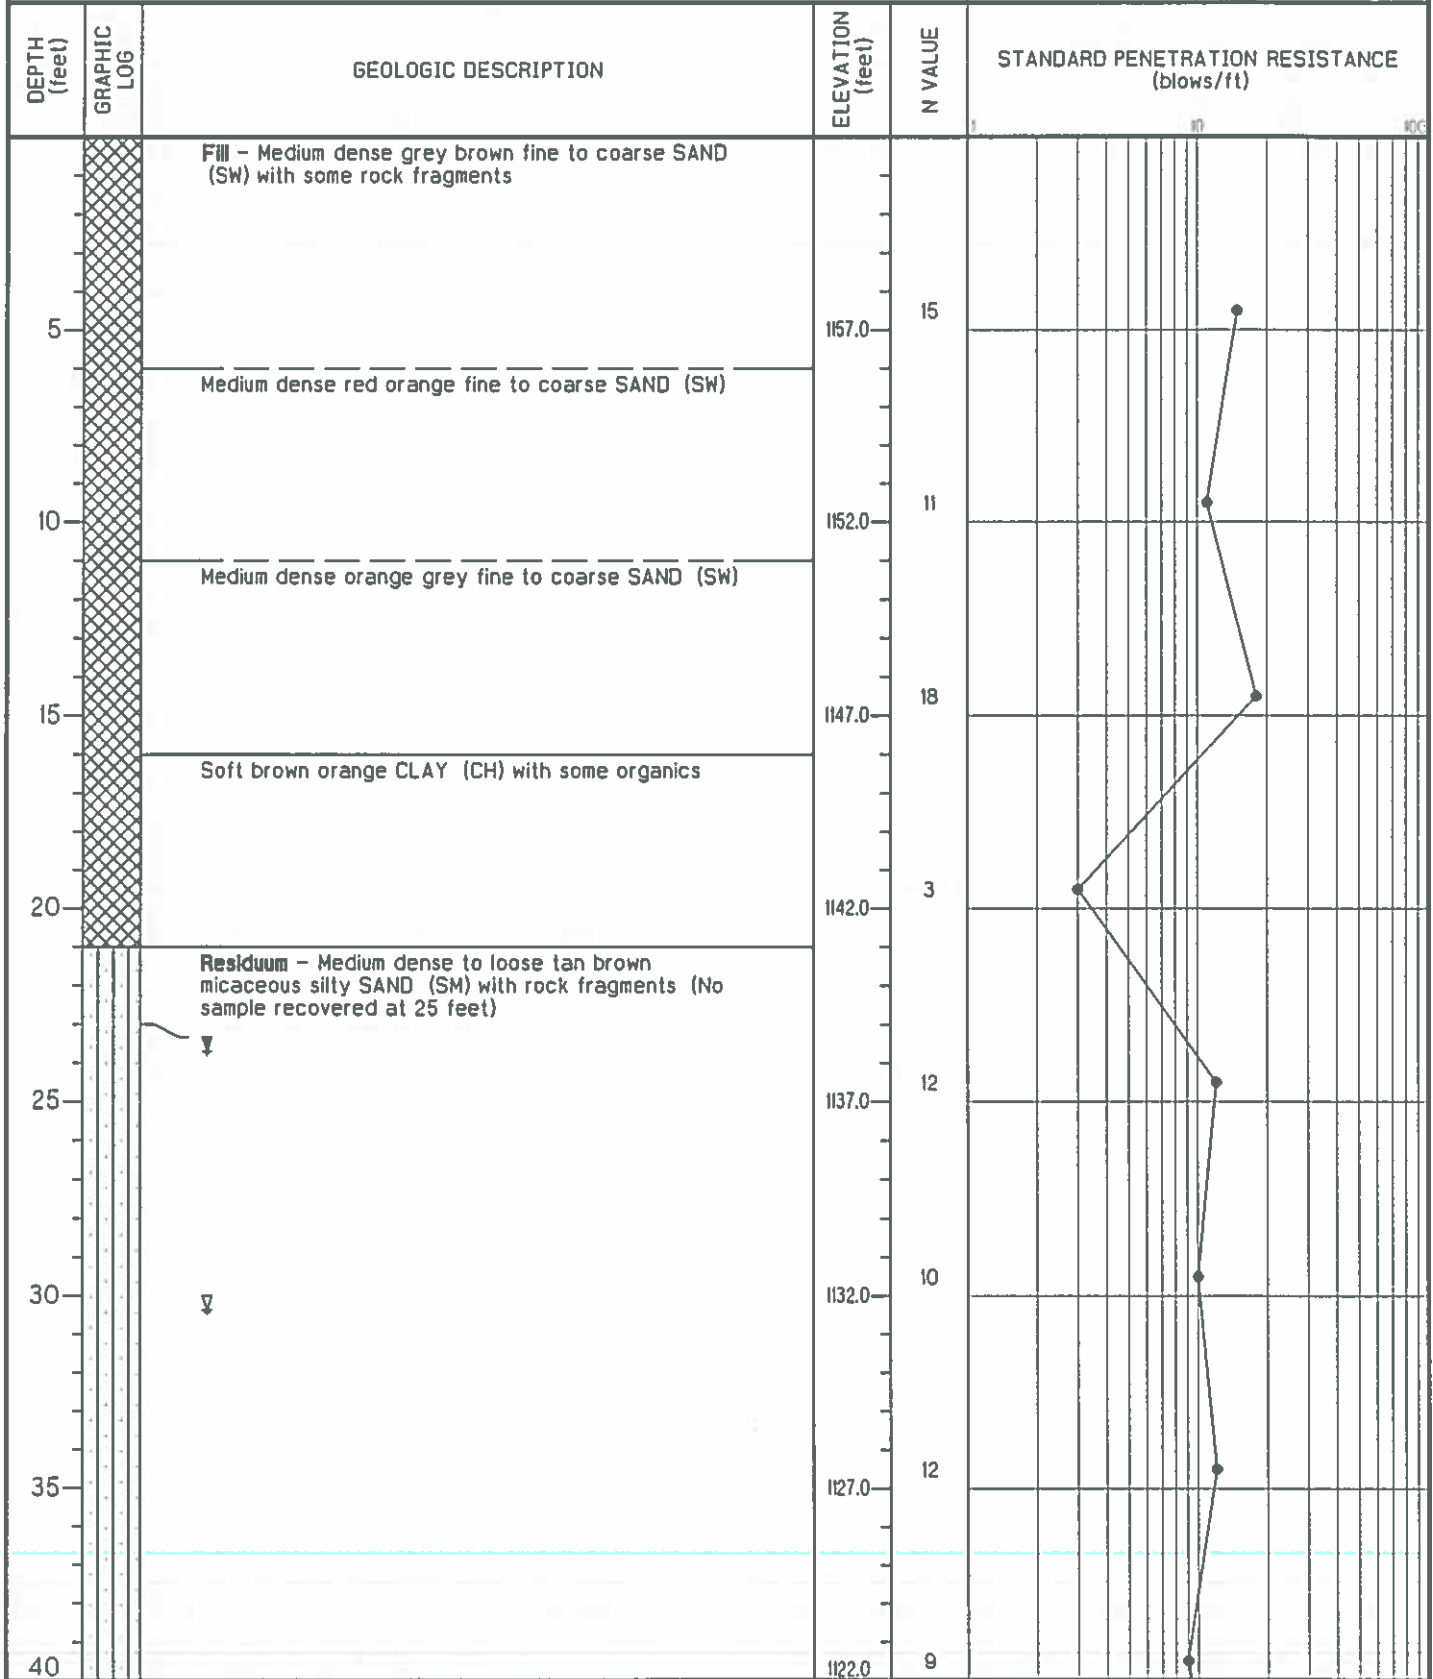 DEPTH
(feet)
GRAPHIC
LOG
GEOLOGIC DESCRIPTION
ELEVATION
(feet)
N VALUE
STANDARD PENETRATION RESISTANCE
(blows/ft)
1 10 100
Fill - Medium dense grey brown fine to coarse SAND
(SW) with some rock fragments
15
5 1157.0
Medium dense red orange fine to coarse SAND (SW)
11
10 1152.0
Medium dense orange grey fine to coarse SAND (SW)
18
15 1147.0
Soft brown orange CLAY (CH) with some organics
3
20 1142.0
Residuum - Medium dense to loose tan brown
micaceous silty SAND (SM) with rock fragments (No
sample recovered at 25 feet)
12
25 1137.0
10
30 1132.0
12
35 1127.0
9
40 1122.0